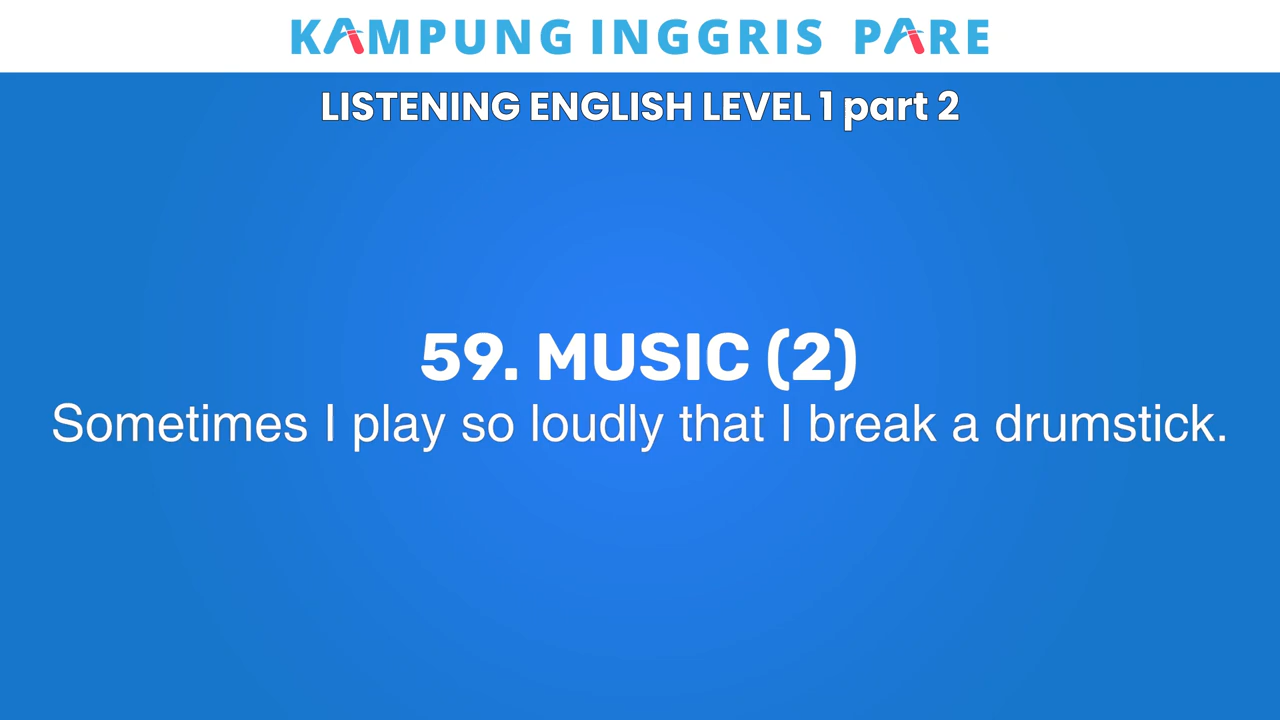 KAMPUNG INGGRIS PARE
LISTENING ENGLISH LEVEL 1 part 2
59. MUSIC (2)
Sometimes I play so loudly that I break a drumstick.